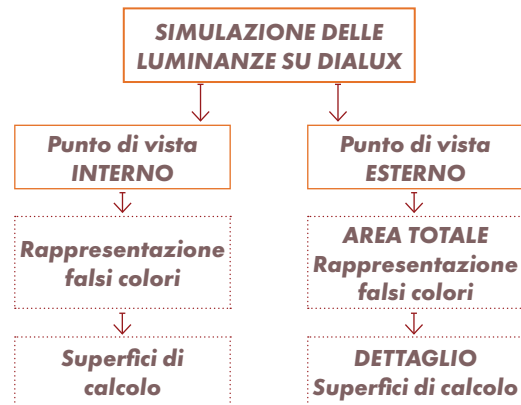 SIMULAZIONE DELLE
LUMINANZE SU DIALUX
Punto di vista
INTERNO
Punto di vista
ESTERNO
Rappresentazione
falsi colori
AREA TOTALE
Rappresentazione
falsi colori
Superfici di
calcolo
DETTAGLIO
Superfici di calcolo